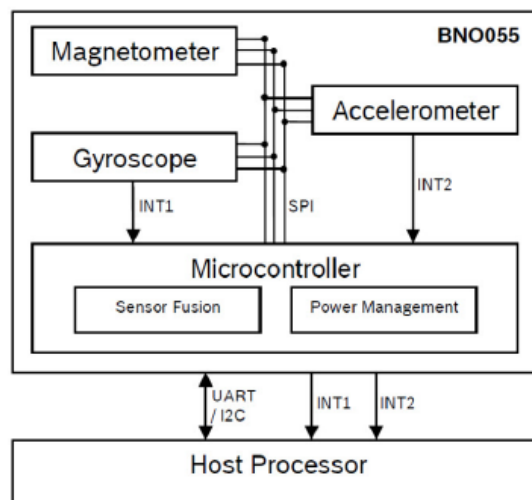 BNO055
Magnetometer
Accelerometer
Gyroscope
INT1
SPI
INT2
Microcontroller
Sensor Fusion
Power Management
UART
/ I2C
INT1
INT2
Host Processor